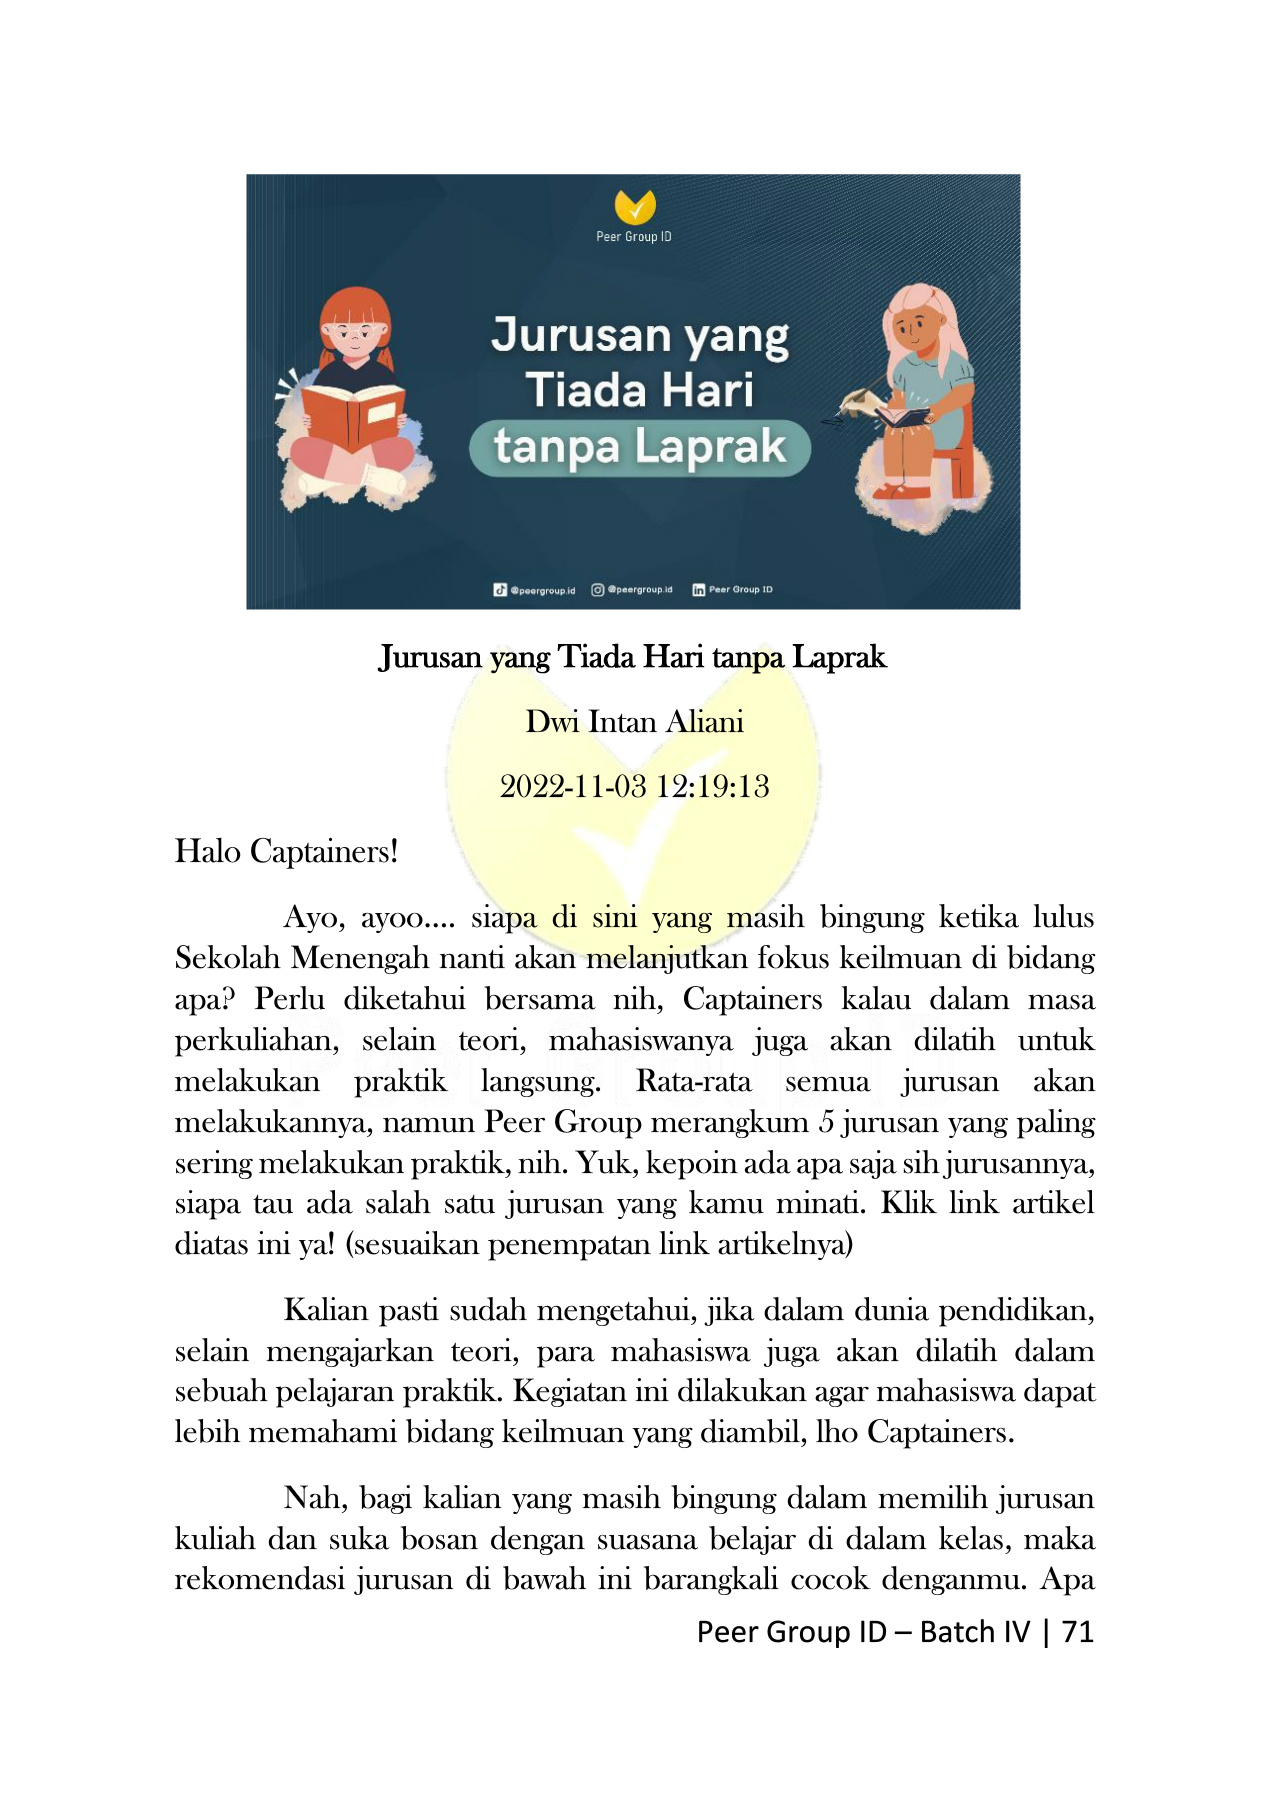 Peer Group ID
Jurusan yang
Tiada Hari
tanpa Laprak
@peergroup.id @peergroup.id Peer Group ID
Jurusan yang Tiada Hari tanpa Laprak
Dwi Intan Aliani
2022-11-03 12:19:13
Halo Captainers!
Ayo, ayoo.... siapa di sini yang masih bingung ketika lulus
Sekolah Menengah nanti akan melanjutkan fokus keilmuan di bidang
apa? Perlu diketahui bersama nih, Captainers kalau dalam masa
perkuliahan, selain teori, mahasiswanya juga akan dilatih untuk
melakukan praktik langsung. Rata-rata semua jurusan akan
melakukannya, namun Peer Group merangkum 5 jurusan yang paling
sering melakukan praktik, nih. Yuk, kepoin ada apa saja sih jurusannya,
siapa tau ada salah satu jurusan yang kamu minati. Klik link artikel
diatas ini ya! (sesuaikan penempatan link artikelnya)
Kalian pasti sudah mengetahui, jika dalam dunia pendidikan,
selain mengajarkan teori, para mahasiswa juga akan dilatih dalam
sebuah pelajaran praktik. Kegiatan ini dilakukan agar mahasiswa dapat
lebih memahami bidang keilmuan yang diambil, lho Captainers.
Nah, bagi kalian yang masih bingung dalam memilih jurusan
kuliah dan suka bosan dengan suasana belajar di dalam kelas, maka
rekomendasi jurusan di bawah ini barangkali cocok denganmu. Apa
Peer Group ID – Batch IV | 71